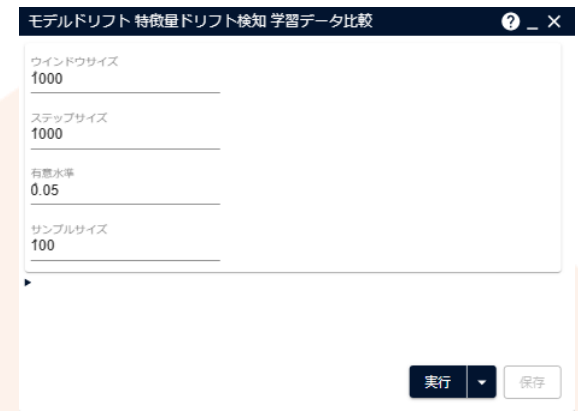 モデルドリフト 特徴量ドリフト検知 学習データ比較
ウインドウサイズ
1000
ステップサイズ
1000
有意水準
0.05
サンプルサイズ
100
実行
保存